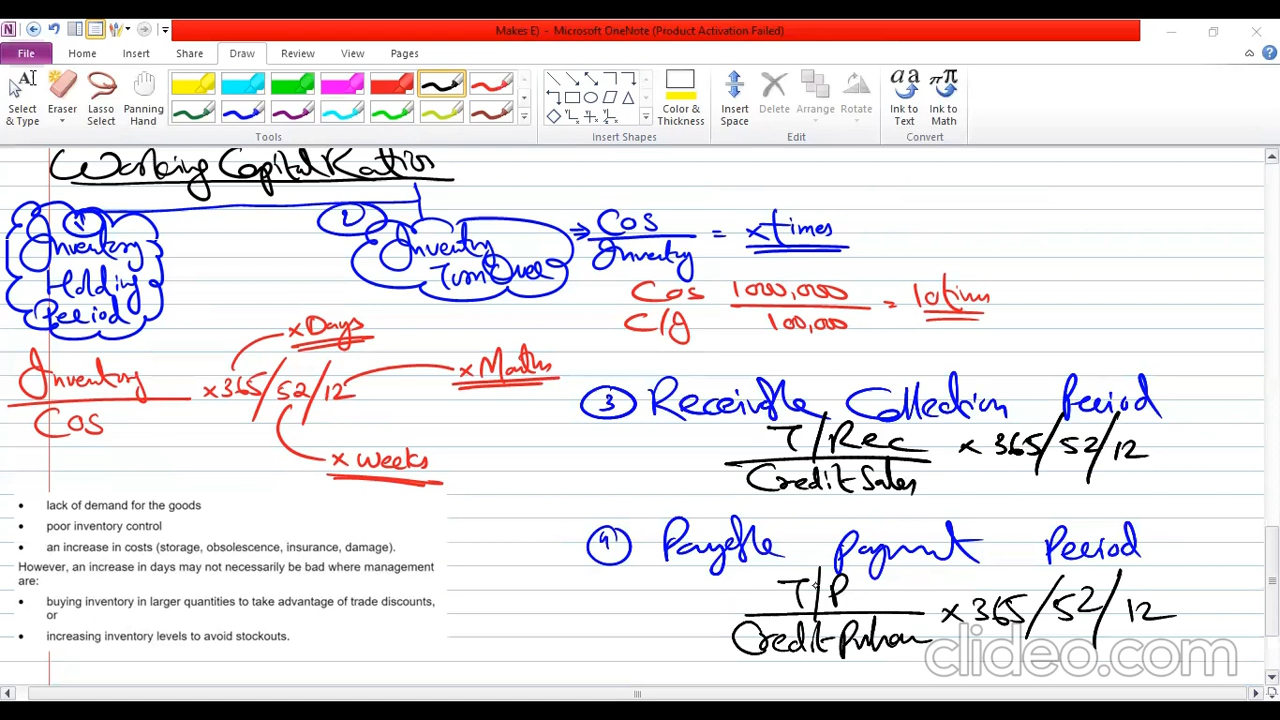 Makes E) - Microsoft OneNote (Product Activation Failed)
File Home Insert Share Draw Review View Pages
Select & Type
Eraser
Lasso Select
Panning Hand
Color & Thickness
Insert Space
Delete
Arrange
Rotate
Ink to Text
Ink to Math
Tools
Insert Shapes
Edit
Convert
Working Capital Ratios
1
Inventory
Holding
Period
2
Inventory
TurnOver
⇒ COS / Inventory = x times
Cos 1000,000
C/I 100,000
= 10 times
x Days
Inventory
COS
x 365/52/12
x Months
x weeks
3 Receivable Collection Period
T/Rec
Credit Sales
x 365/52/12
4 Payable Payment Period
T/P
Credit
x 365/52/12
• lack of demand for the goods
• poor inventory control
• an increase in costs (storage, obsolescence, insurance, damage).
However, an increase in days may not necessarily be bad where management
are:
• buying inventory in larger quantities to take advantage of trade discounts,
or
• increasing inventory levels to avoid stockouts.
clideo.com